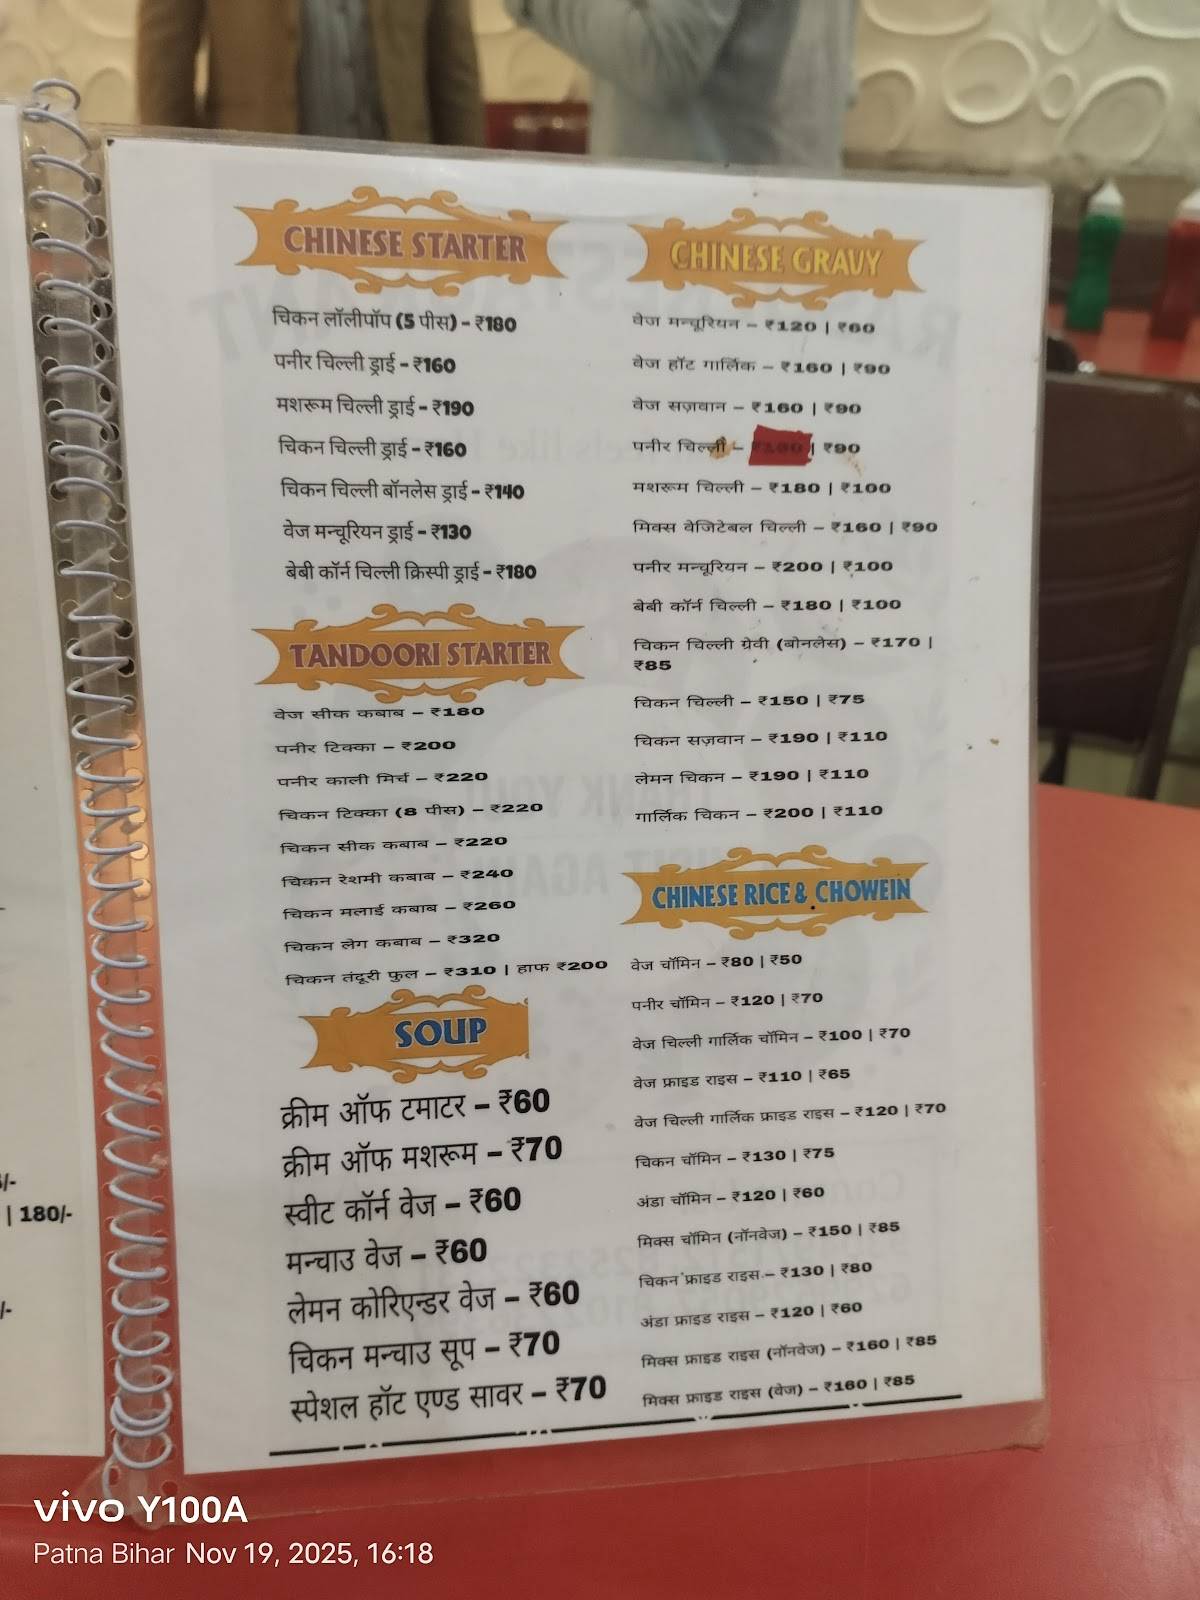 CHINESE STARTER
चिकन लॉलीपॉप (5 पीस) - ₹180
पनीर चिल्ली ड्राई - ₹160
मशरूम चिल्ली ड्राई - ₹190
चिकन चिल्ली ड्राई - ₹160
चिकन चिल्ली बॉनलेस ड्राई - ₹140
वेज मन्चूरियन ड्राई - ₹130
बेबी कॉर्न चिल्ली क्रिस्पी ड्राई - ₹180
TANDOORI STARTER
वेज सीक कबाब – ₹180
पनीर टिक्का – ₹200
पनीर काली मिर्च – ₹220
चिकन टिक्का (8 पीस) – ₹220
चिकन सीक कबाब – ₹220
चिकन रेशमी कबाब – ₹240
चिकन मलाई कबाब – ₹260
चिकन लेग कबाब – ₹320
चिकन तंदूरी फुल – ₹310 | हाफ ₹200
SOUP
क्रीम ऑफ टमाटर – ₹60
क्रीम ऑफ मशरूम – ₹70
स्वीट कॉर्न वेज – ₹60
मन्चाउ वेज – ₹60
लेमन कोरिएन्डर वेज – ₹60
चिकन मन्चाउ सूप – ₹70
स्पेशल हॉट एण्ड सावर – ₹70
CHINESE GRAVY
वेज मन्चूरियन – ₹120 | ₹60
वेज हॉट गार्लिक – ₹160 | ₹90
वेज सज़वान – ₹160 | ₹90
पनीर चिल्ली – | ₹90
मशरूम चिल्ली – ₹180 | ₹100
मिक्स वेजिटेबल चिल्ली – ₹160 | ₹90
पनीर मन्चूरियन – ₹200 | ₹100
बेबी कॉर्न चिल्ली – ₹180 | ₹100
चिकन चिल्ली ग्रेवी (बोनलेस) – ₹170 |
₹85
चिकन चिल्ली – ₹150 | ₹75
चिकन सज़वान – ₹190 | ₹110
लेमन चिकन – ₹190 | ₹110
गार्लिक चिकन – ₹200 | ₹110
CHINESE RICE & CHOWEIN
वेज चॉमिन – ₹80 | ₹50
पनीर चॉमिन – ₹120 | ₹70
वेज चिल्ली गार्लिक चॉमिन – ₹100 | ₹70
वेज फ्राइड राइस – ₹110 | ₹65
वेज चिल्ली गार्लिक फ्राइड राइस – ₹120 | ₹70
चिकन चॉमिन – ₹130 | ₹75
अंडा चॉमिन – ₹120 | ₹60
मिक्स चॉमिन (नॉनवेज) – ₹150 | ₹85
चिकन फ्राइड राइस – ₹130 | ₹80
अंडा फ्राइड राइस – ₹120 | ₹60
मिक्स फ्राइड राइस (नॉनवेज) – ₹160 | ₹85
मिक्स फ्राइड राइस (वेज) – ₹160 | ₹85
| 180/-
vivo Y100A
Patna Bihar Nov 19, 2025, 16:18